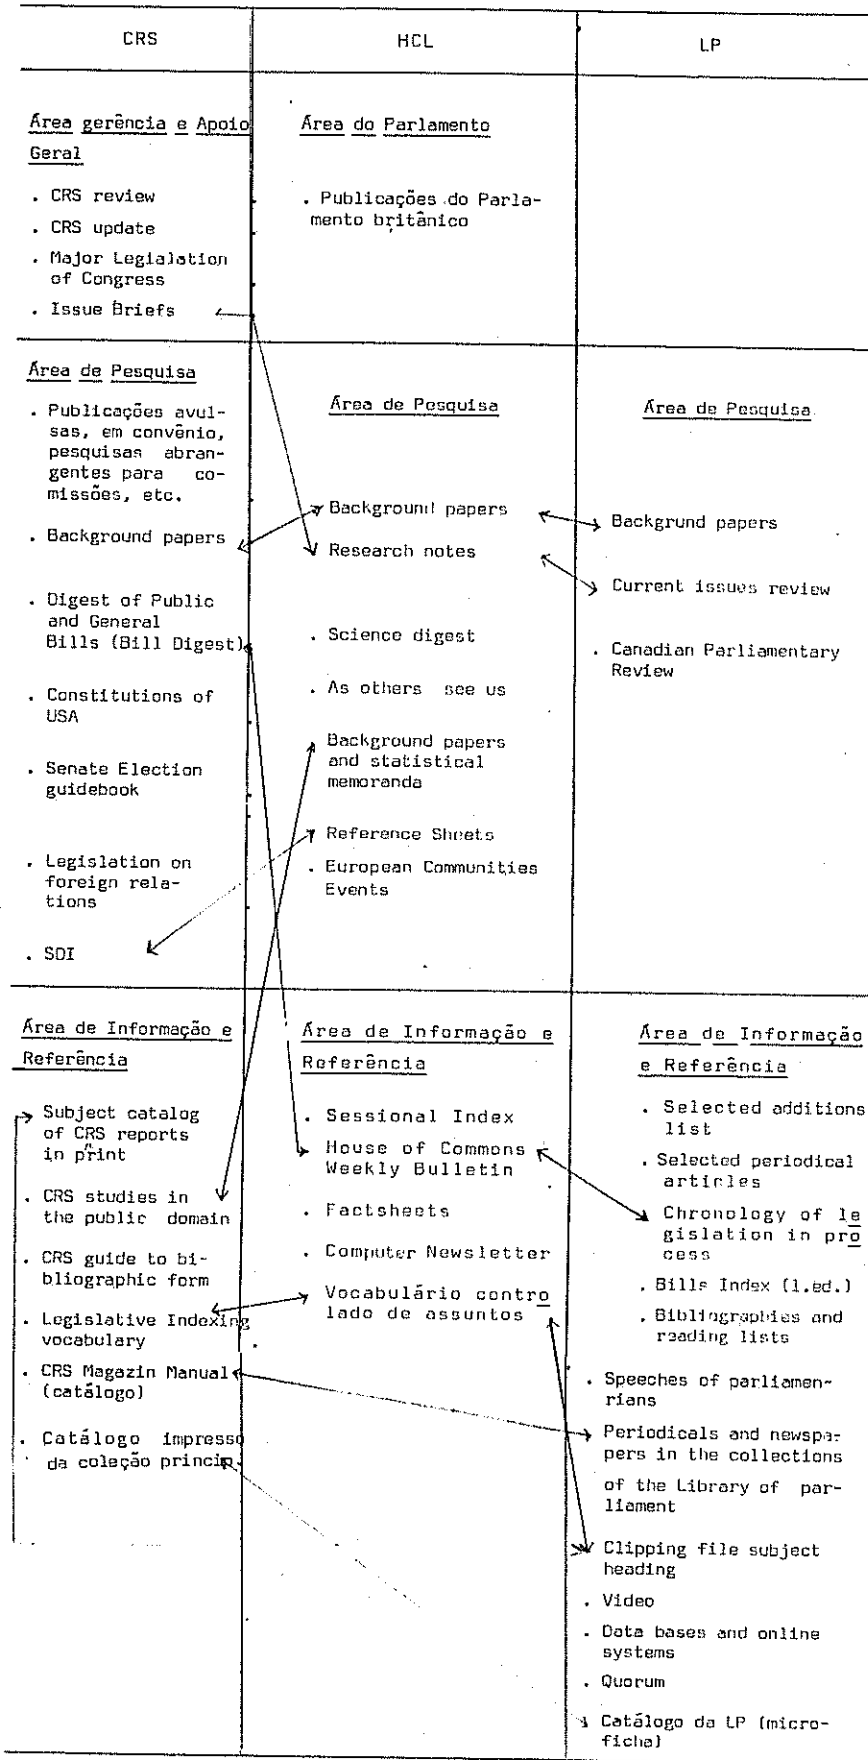 CRS
HCL
LP
Área gerência e Apoio
Geral
. CRS review
. CRS update
. Major Legialation
of Congress
. Issue Briefs
Área do Parlamento
. Publicações do Parla-
mento britânico
Área de Pesquisa
. Publicações avul-
sas, em convênio,
pesquisas abran-
gentes para co-
missões, etc.
. Background papers
. Digest of Public
and General
Bills (Bill Digest)
. Constitutions of
USA
. Senate Election
guidebook
. Legislation on
foreign rela-
tions
. SDI
Área de Pesquisa
Background papers
Research notes
. Science digest
. As others see us
Background papers
and statistical
memoranda
Reference Sheets
. European Communities
Events
Área de Pesquisa
Backgrund papers
Current issues review
. Canadian Parliamentary
Review
Área de Informação e
Referência
Subject catalog
of CRS reports
in print
. CRS studies in
the public domain
. CRS guide to bi-
bliographic form
. Legislative Indexing
vocabulary
. CRS Magazin Manual
(catálogo)
. Catálogo impresso
da coleção princip.
Área de Informação e
Referência
. Sessional Index
House of Commons
Weekly Bulletin
. Factsheets
. Computer Newsletter
Vocabulário contro
lado de assuntos
Área de Informação
e Referência
. Selected additions
list
. Selected periodical
articles
Chronology of le
gislation in pro
cess
. Bills Index (l.ed.)
. Bibliographies and
reading lists
. Speeches of parliamen-
rians
Periodicals and newspa-
pers in the collections
of the Library of par-
liament
Clipping file subject
heading
. Video
. Data bases and online
systems
. Quorum
Catálogo da LP (micro-
ficha)